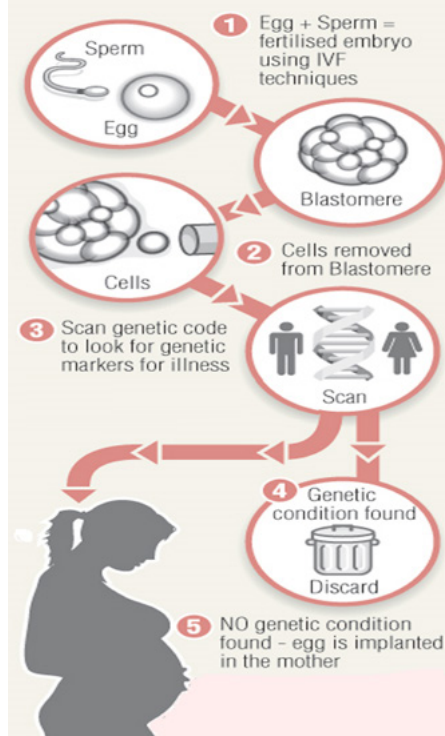 1 Egg + Sperm =
fertilised embryo
using IVF
techniques
Sperm
Egg
Blastomere
2 Cells removed
from Blastomere
Cells
3 Scan genetic code
to look for genetic
markers for illness
Scan
4 Genetic
condition found
Discard
5 NO genetic condition
found - egg is implanted
in the mother